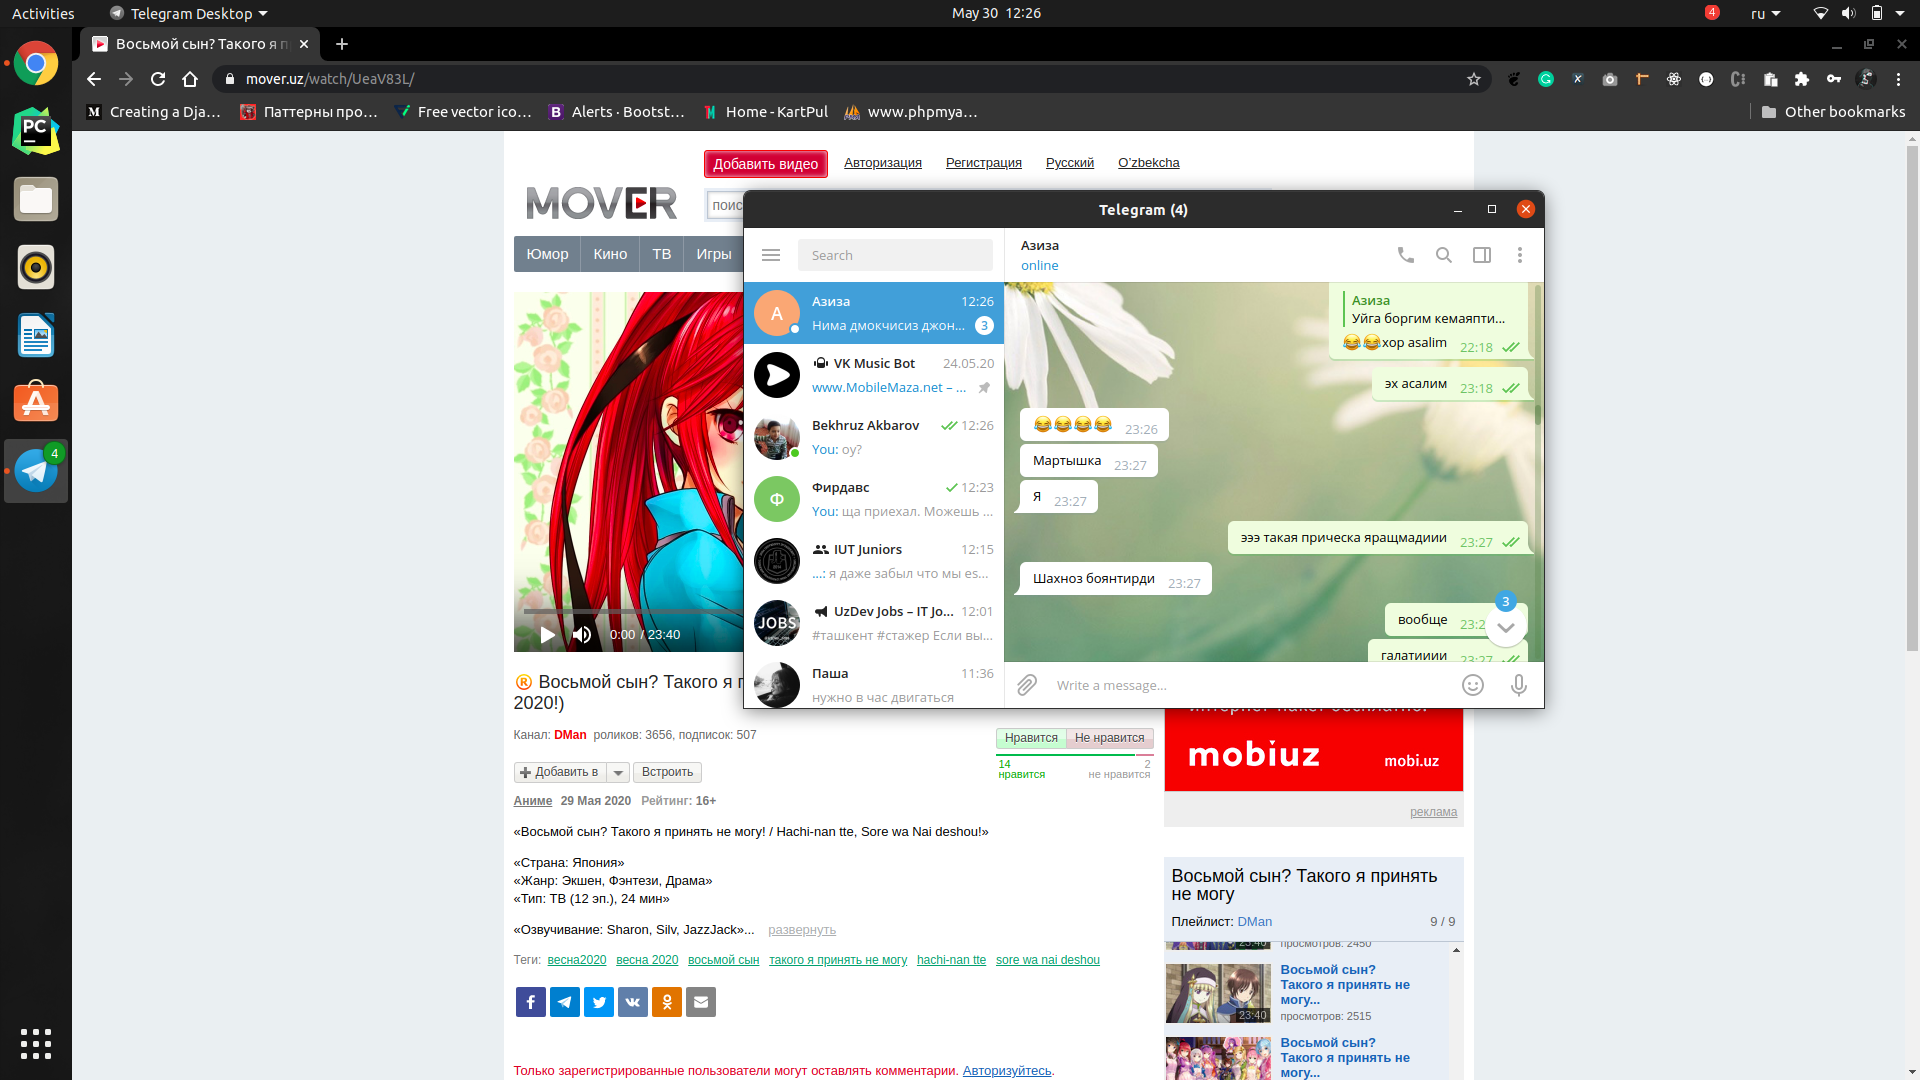 Activities
Telegram Desktop
May 30 12:26
4
ru
Восьмой сын? Такого я п
mover.uz/watch/UeaV83L/
Creating a Dja...
Паттерны про...
Free vector ico...
Alerts · Bootst...
Home - KartPul
www.phpmya...
Other bookmarks
Добавить видео
Авторизация
Регистрация
Русский
O'zbekcha
MOVER
поис
Юмор
Кино
ТВ
Игры
0:00 / 23:40
® Восьмой сын? Такого я п
2020!)
Канал: DMan роликов: 3656, подписок: 507
Нравится
Не нравится
14
нравится
2
не нравится
Добавить в
Встроить
Аниме 29 Мая 2020 Рейтинг: 16+
«Восьмой сын? Такого я принять не могу! / Hachi-nan tte, Sore wa Nai deshou!»
«Страна: Япония»
«Жанр: Экшен, Фэнтези, Драма»
«Тип: ТВ (12 эп.), 24 мин»
«Озвучивание: Sharon, Silv, JazzJack»... развернуть
Теги: весна2020 весна 2020 восьмой сын такого я принять не могу hachi-nan tte sore wa nai deshou
Только зарегистрированные пользователи могут оставлять комментарии. Авторизуйтесь.
Telegram (4)
Search
Азиза
online
А
Азиза 12:26
Нима дмокчисиз джон... 3
VK Music Bot 24.05.20
www.MobileMaza.net – ...
Bekhruz Akbarov 12:26
You: оу?
Ф
Фирдавс 12:23
You: ща приехал. Можешь ...
IUT Juniors 12:15
...: я даже забыл что мы es...
JOBS
UzDev Jobs – IT Jo... 12:01
#ташкент #стажер Если вы...
Паша 11:36
нужно в час двигаться
Азиза
Уйга боргим кемаяпти...
😂😂хор asalim 22:18
эх асалим 23:18
😂😂😂😂 23:26
Мартышка 23:27
Я 23:27
эээ такая прическа яращмадиии 23:27
Шахноз боянтирди 23:27
3
вообще 23:2
галатииии 23:27
Write a message...
PC
4
mobiuz
mobi.uz
реклама
Восьмой сын? Такого я принять
не могу
Плейлист: DMan 9 / 9
23:40
просмотров: 2450
Восьмой сын?
Такого я принять не
могу...
23:40
просмотров: 2515
Восьмой сын?
Такого я принять не
могу...